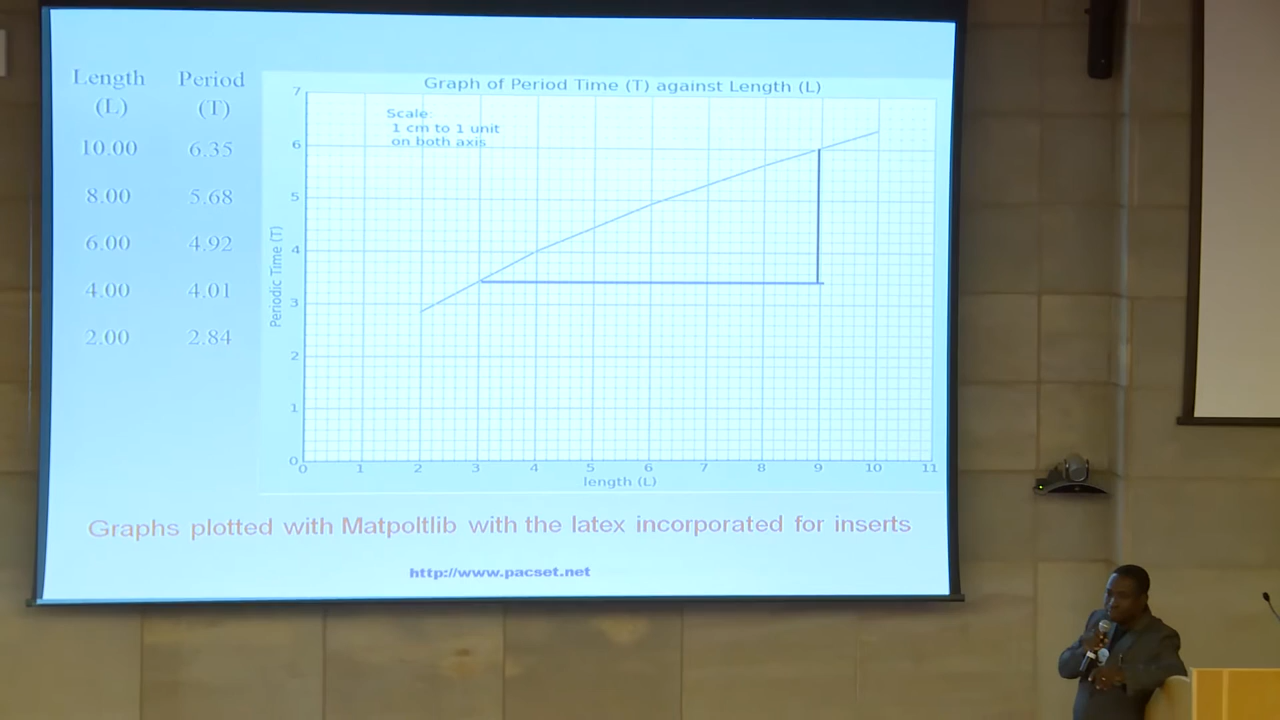 Length Period
(L) (T)
10.00 6.35
8.00 5.68
6.00 4.92
4.00 4.01
2.00 2.84
Graph of Period Time (T) against Length (L)
Scale:
1 cm to 1 unit
on both axis
7
6
5
4
3
2
1
0
Periodic Time (T)
0 1 2 3 4 5 6 7 8 9 10 11
length (L)
Graphs plotted with Matpoltlib with the latex incorporated for inserts
http://www.pacset.net